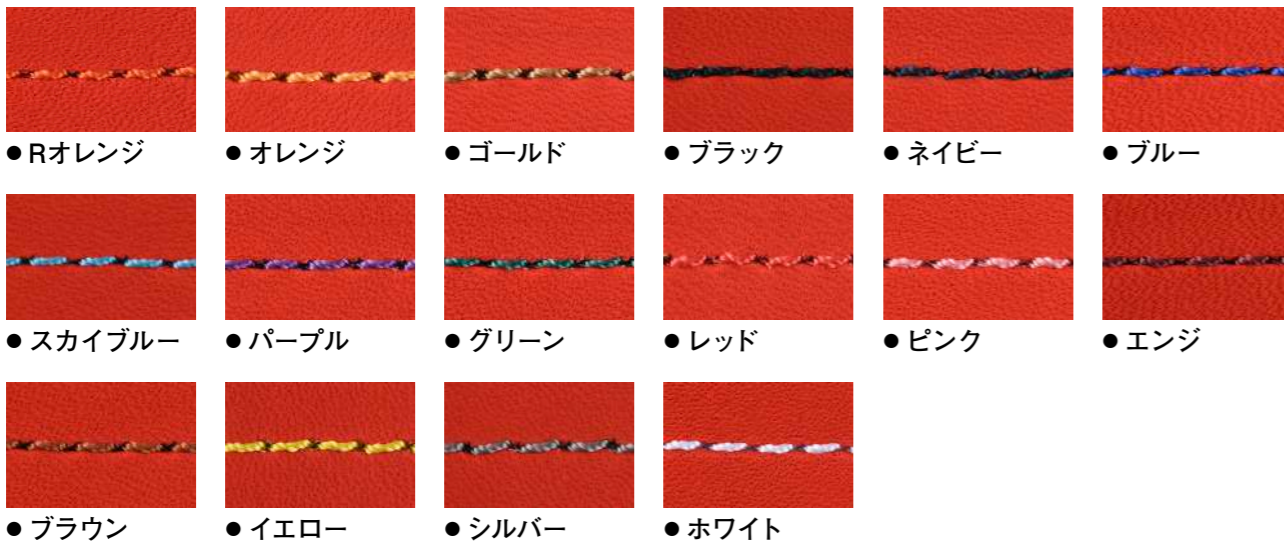 ● Rオレンジ
● オレンジ
● ゴールド
● ブラック
● ネイビー
● ブルー
● スカイブルー
● パープル
● グリーン
● レッド
● ピンク
● エンジ
● ブラウン
● イエロー
● シルバー
● ホワイト